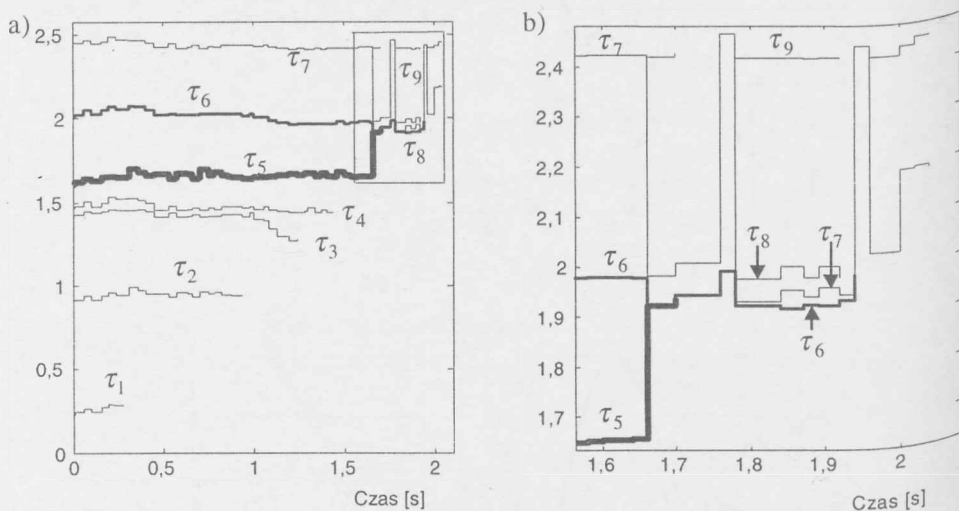 a)
2,5
2
1,5
1
0,5
0
τ7
τ9
τ6
τ8
τ5
τ4
τ3
τ2
τ1
0 0,5 1 1,5 2
Czas [s]
b)
2,4
2,3
2,2
2,1
2
1,9
1,8
1,7
τ7
τ9
τ8
τ7
τ6
τ6
τ5
1,6 1,7 1,8 1,9 2
Czas [s]